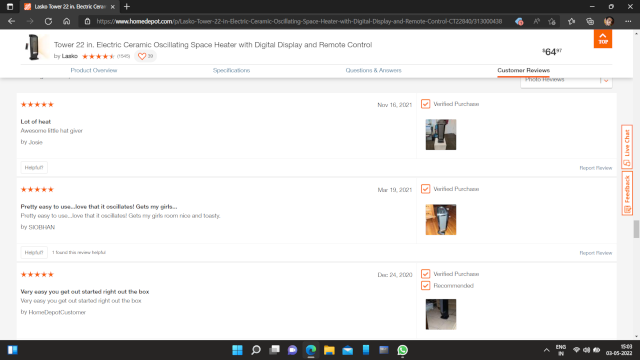 Lasko Tower 22 in. Electric Ceram
https://www.homedepot.com/p/Lasko-Tower-22-in-Electric-Ceramic-Oscillating-Space-Heater-with-Digital-Display-and-Remote-Control-CT22840/313000439
Tower 22 in. Electric Ceramic Oscillating Space Heater with Digital Display and Remote Control
by Lasko
39
$64.97
TOP
Product Overview
Specifications
Questions & Answers
Customer Reviews
Photo Reviews
Nov 16, 2021
Verified Purchase
Lot of heat
Awesome little hat giver
by Josie
Helpful?
Report Review
Mar 19, 2021
Verified Purchase
Pretty easy to use...love that it oscillates! Gets my girls...
Pretty easy to use...love that it oscillates! Gets my girls room nice and toasty.
by SIOBHAN
Helpful?
1 found this review helpful
Report Review
Dec 24, 2020
Verified Purchase
Recommended
Very easy you get out started right out the box
Very easy you get out started right out the box
by HomeDepotCustomer
Live Chat
Feedback
ENG
IN
15:03
03-05-2022